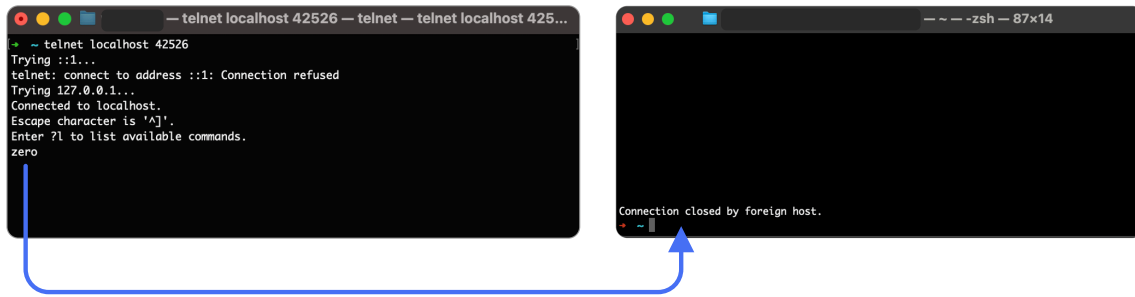 — telnet localhost 42526 — telnet — telnet localhost 425...
[➜ ~ telnet localhost 42526 ]
Trying ::1...
telnet: connect to address ::1: Connection refused
Trying 127.0.0.1...
Connected to localhost.
Escape character is '^]'.
Enter ?l to list available commands.
zero
— ~ — -zsh — 87×14
Connection closed by foreign host.
➜ ~